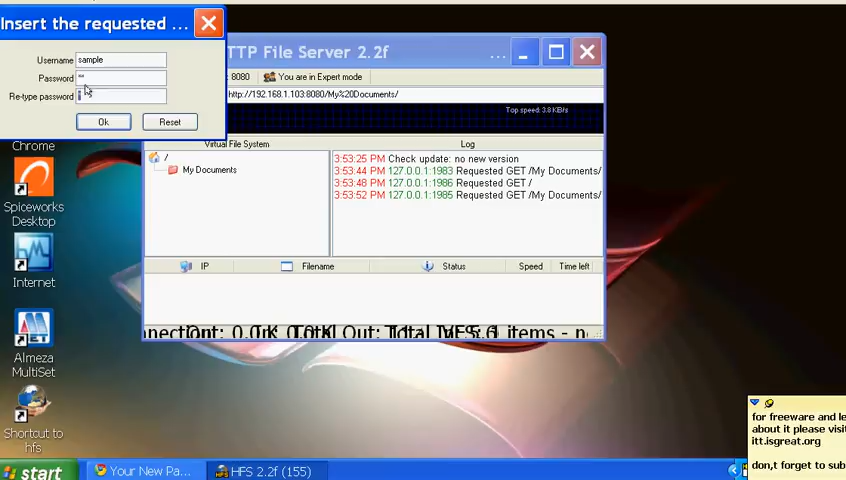 Insert the requested ...
Username sample
Password **
Re-type password
Ok Reset
TTP File Server 2.2f ...
8080 You are in Expert mode
http://192.168.1.103:8080/My%20Documents/
Top speed: 3.8 KB/s
Virtual File System
/
My Documents
Log
3:53:25 PM Check update: no new version
3:53:44 PM 127.0.0.1:1983 Requested GET /My Documents/
3:53:48 PM 127.0.0.1:1986 Requested GET /
3:53:52 PM 127.0.0.1:1985 Requested GET /My Documents/
IP Filename Status Speed Time left
items - n
Chrome
Spiceworks
Desktop
Internet
Almeza
MultiSet
Shortcut to
hfs
for freeware and le
about it please visit
itt.isgreat.org
don,t forget to sub
start Your New Pa... HFS 2.2f (155)